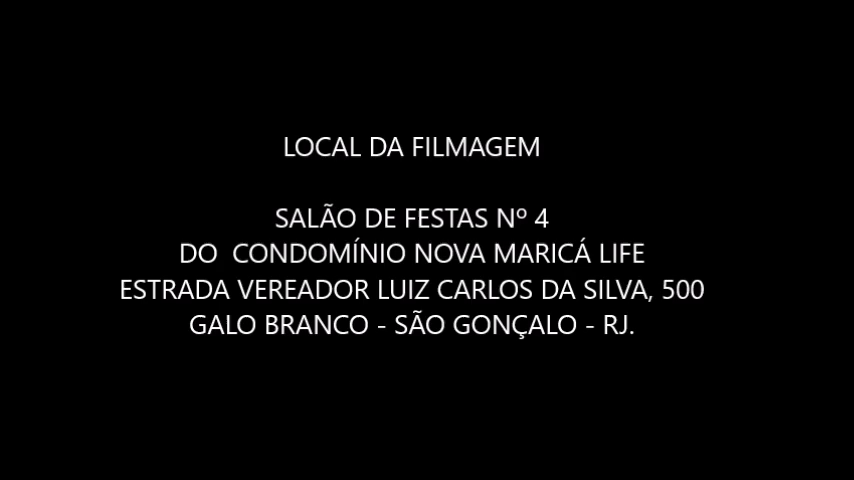 LOCAL DA FILMAGEM
SALÃO DE FESTAS Nº 4
DO  CONDOMÍNIO NOVA MARICÁ LIFE
ESTRADA VEREADOR LUIZ CARLOS DA SILVA, 500
GALO BRANCO - SÃO GONÇALO - RJ.